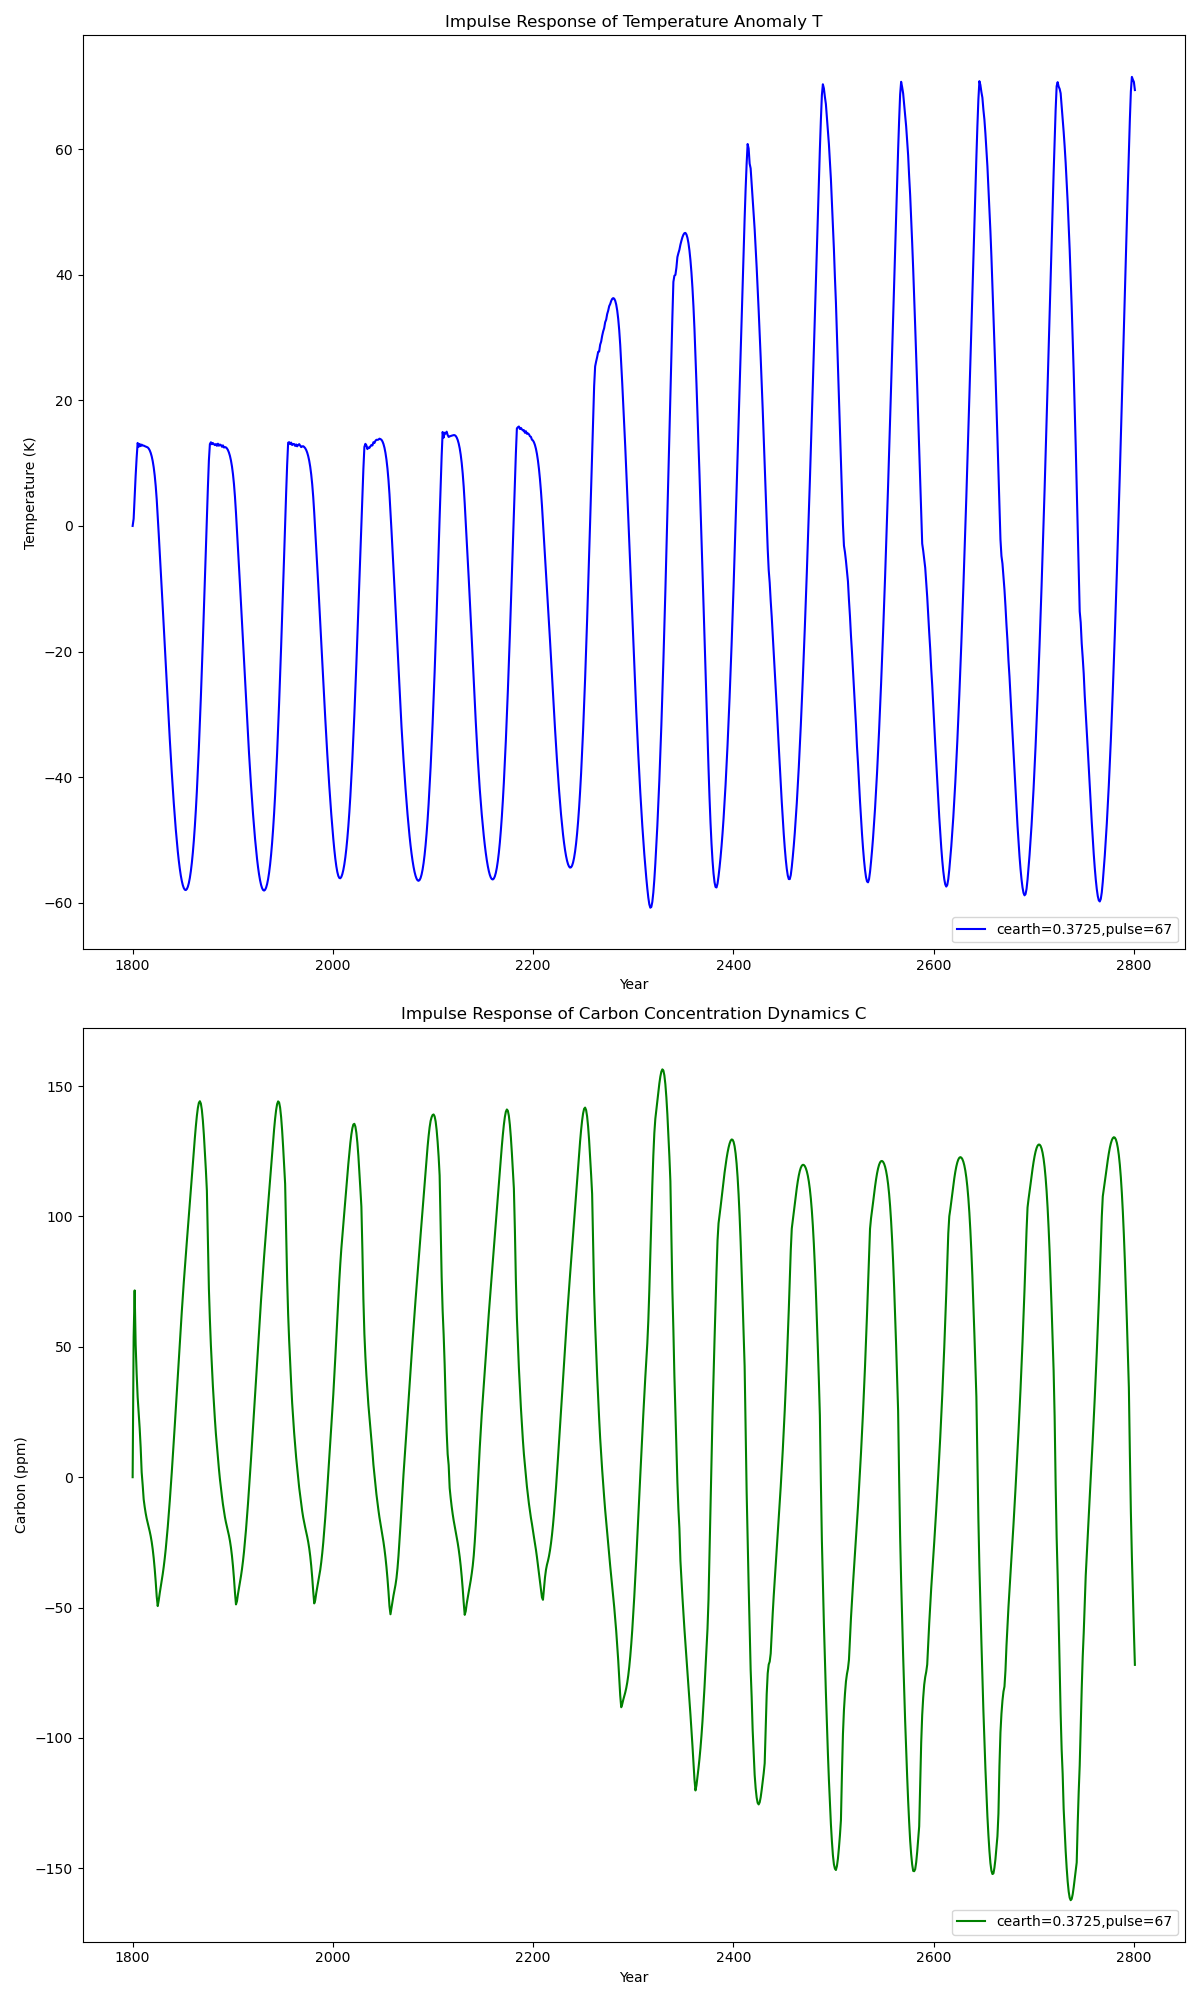 Impulse Response of Temperature Anomaly T
60
40
20
0
−20
−40
−60
Temperature (K)
cearth=0.3725,pulse=67
1800 2000 2200 2400 2600 2800
Year
Impulse Response of Carbon Concentration Dynamics C
150
100
50
0
−50
−100
−150
Carbon (ppm)
cearth=0.3725,pulse=67
1800 2000 2200 2400 2600 2800
Year